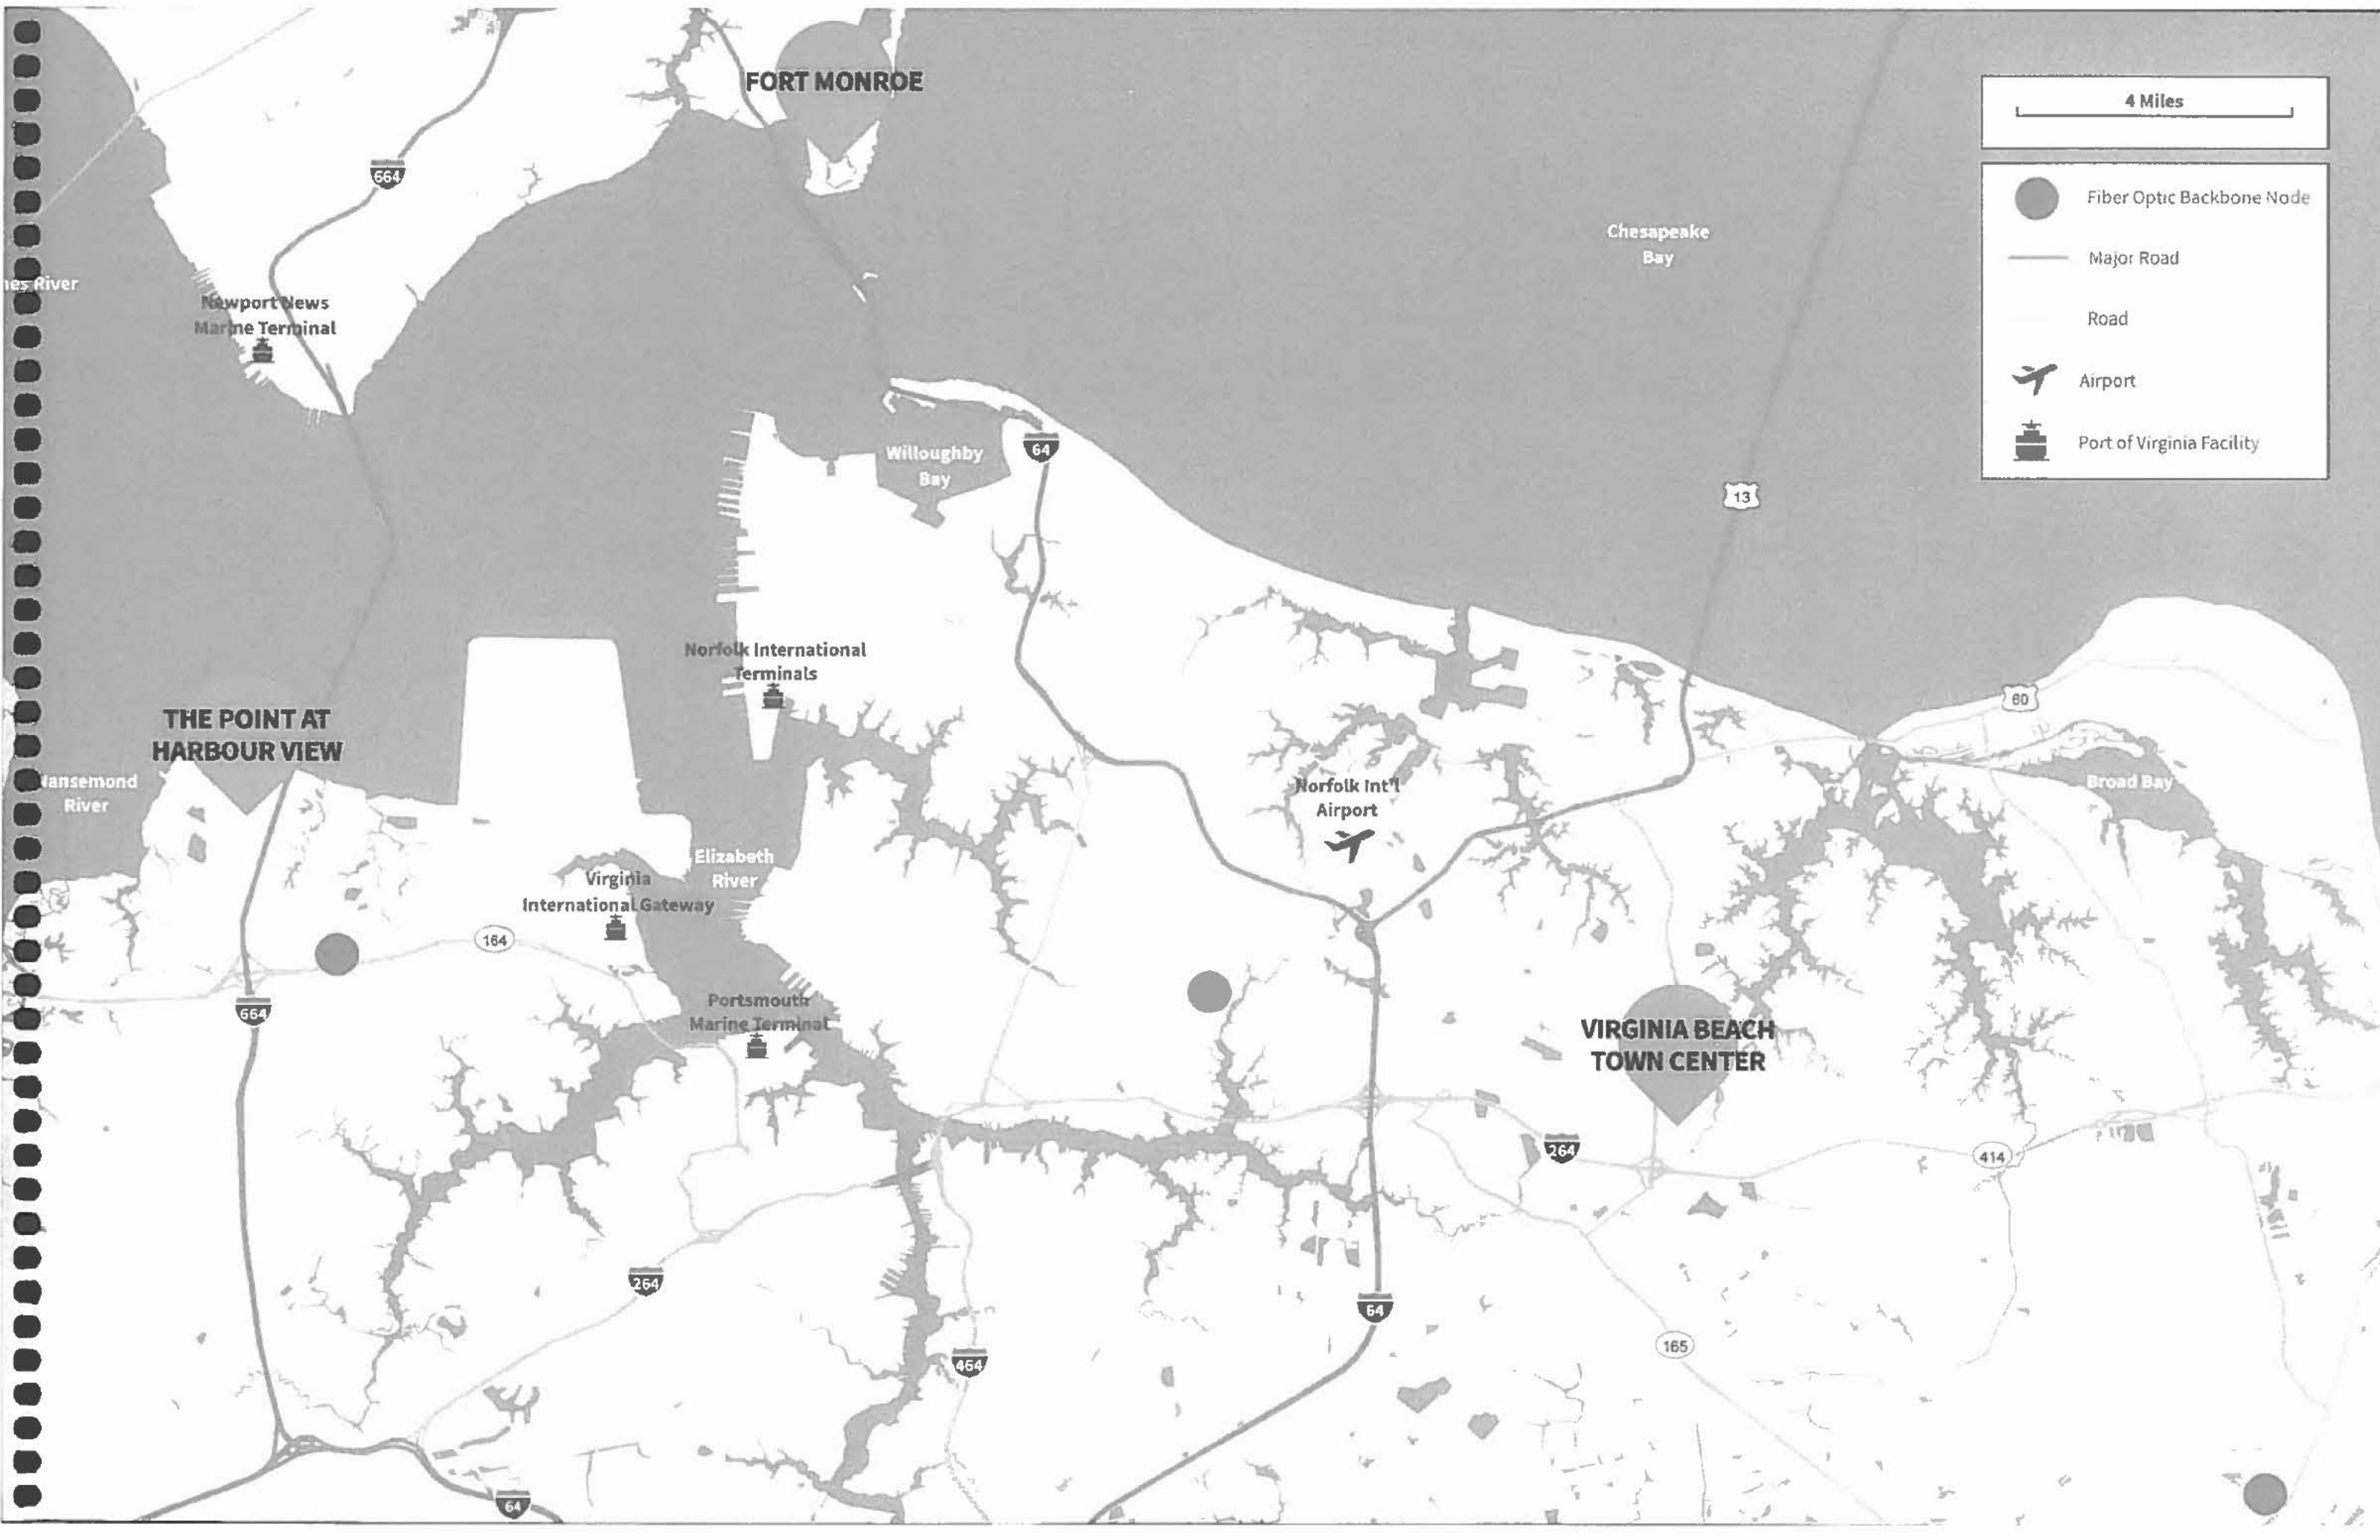 FORT MONROE
4 Miles
Fiber Optic Backbone Node
Major Road
Road
Airport
Port of Virginia Facility
664
Chesapeake
Bay
River
Newport News
Marine Terminal
64
Willoughby
Bay
13
Norfolk International
Terminals
60
THE POINT AT
HARBOUR VIEW
Nansemond
River
Norfolk Int'l
Airport
Broad Bay
Elizabeth
River
Virginia
International Gateway
164
664
Portsmouth
Marine Terminal
VIRGINIA BEACH
TOWN CENTER
264
414
264
64
165
464
64